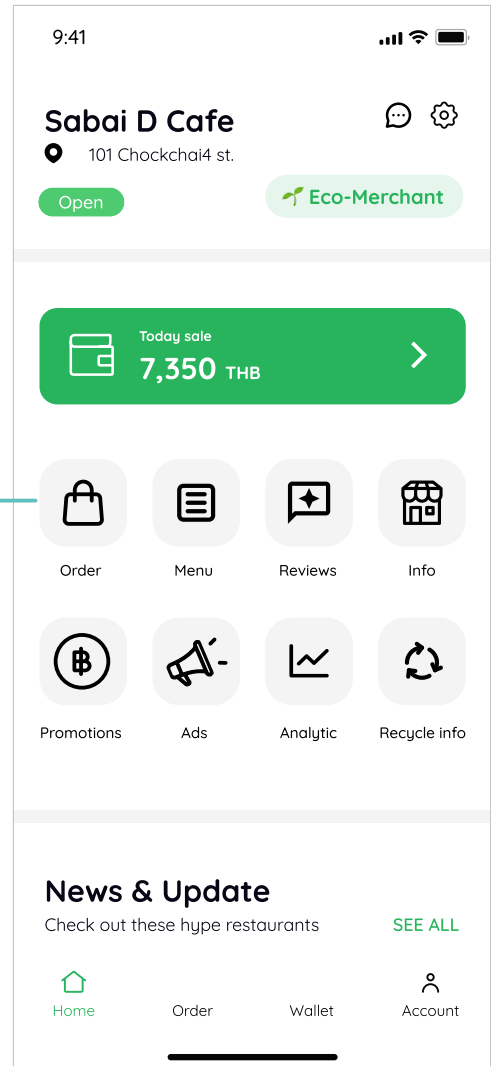 9:41
Sabai D Cafe
101 Chockchai4 st.
Open
Eco-Merchant
Today sale
7,350 THB
Order Menu Reviews Info
Promotions Ads Analytic Recycle info
News & Update
Check out these hype restaurants SEE ALL
Home Order Wallet Account